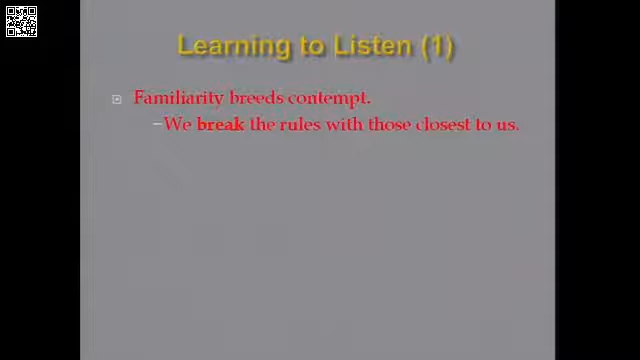 Learning to Listen (1)
Familiarity breeds contempt.
–We break the rules with those closest to us.